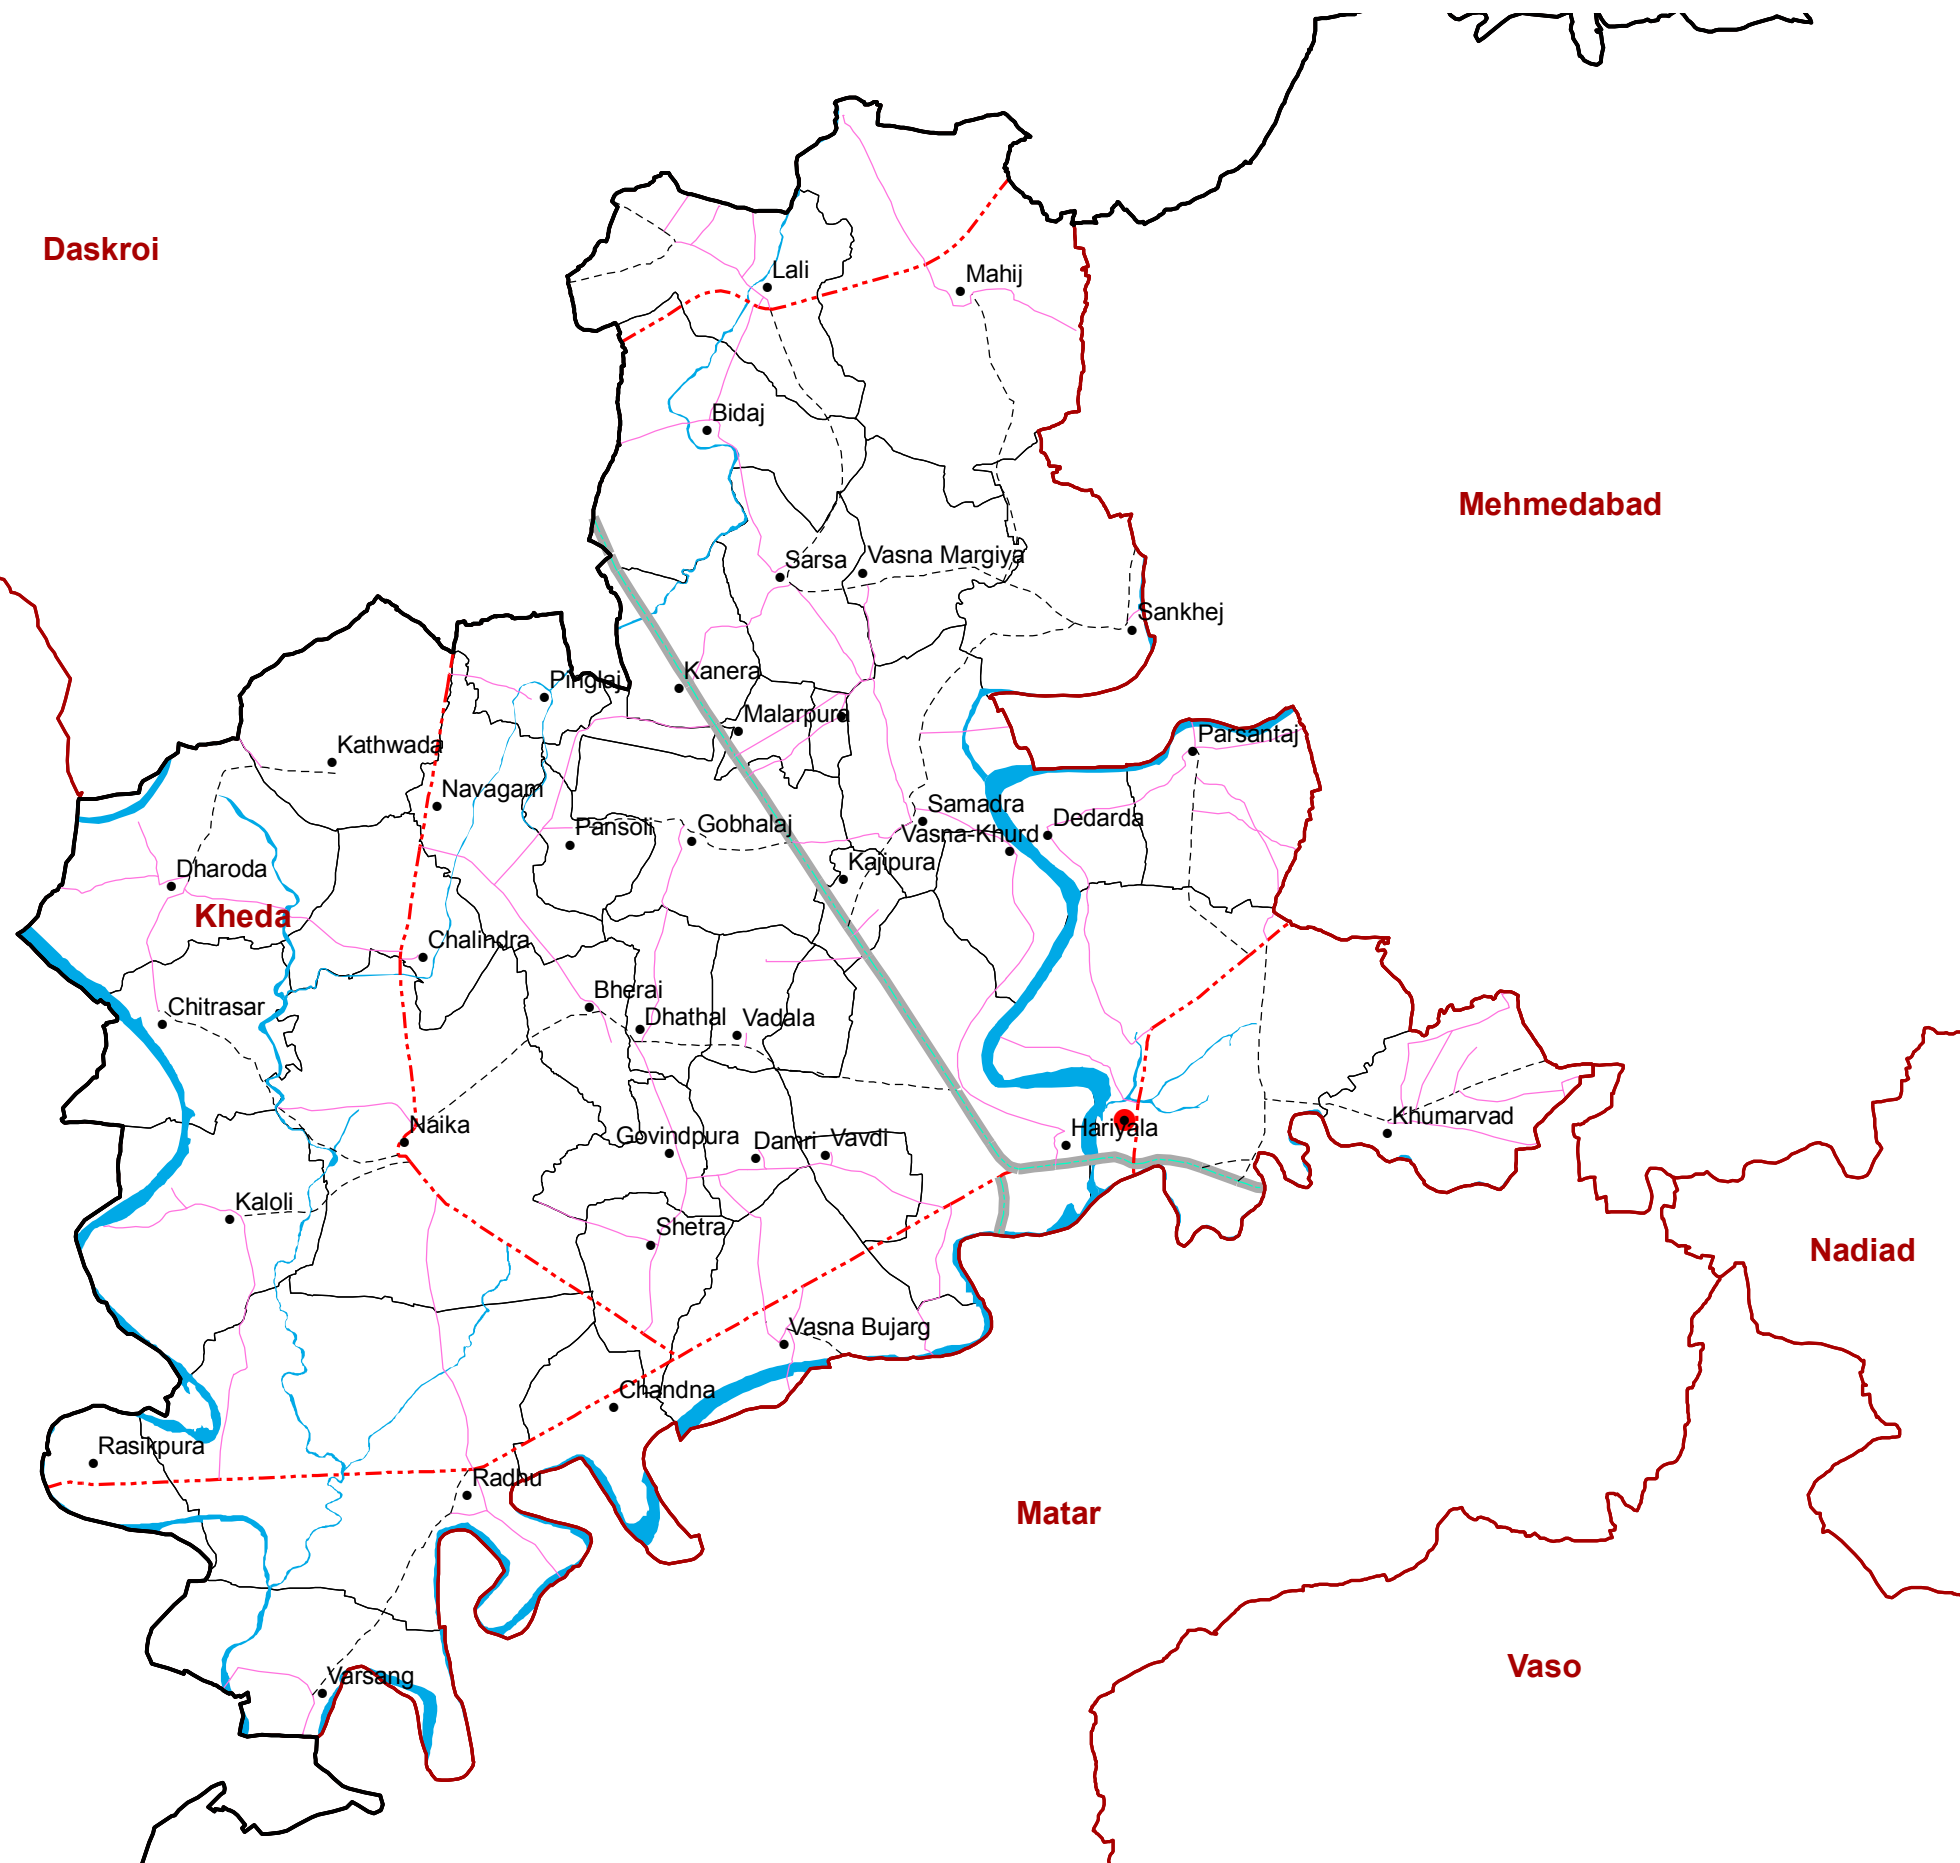 Daskroi
Lali
Mahij
Bidaj
Mehmedabad
Sarsa
Vasna Margiya
Sankhej
Pinglaj
Kanera
Malarpura
Parsantaj
Kathwada
Navagam
Samadra
Pansoli
Gobhalaj
Vasna-Khurd
Dedarda
Kajipura
Dharoda
Kheda
Chalindra
Bherai
Chitrasar
Dhathal
Vadala
Naika
Govindpura
Damri
Vavdi
Hariyala
Khumarvad
Kaloli
Shetra
Nadiad
Vasna Bujarg
Chandna
Rasikpura
Radhu
Matar
Vaso
Varsang